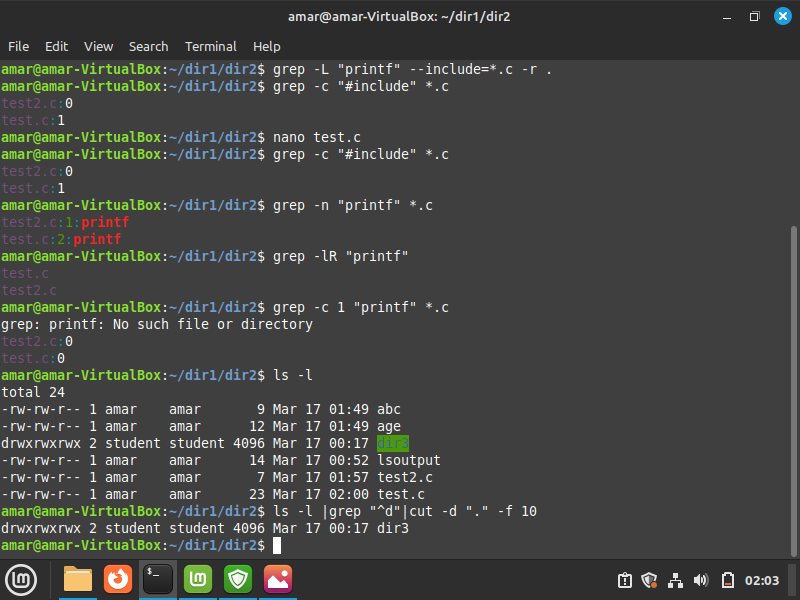 amar@amar-VirtualBox: ~/dir1/dir2
File Edit View Search Terminal Help
amar@amar-VirtualBox:~/dir1/dir2$ grep -L "printf" --include=*.c -r .
amar@amar-VirtualBox:~/dir1/dir2$ grep -c "#include" *.c
test2.c:0
test.c:1
amar@amar-VirtualBox:~/dir1/dir2$ nano test.c
amar@amar-VirtualBox:~/dir1/dir2$ grep -c "#include" *.c
test2.c:0
test.c:1
amar@amar-VirtualBox:~/dir1/dir2$ grep -n "printf" *.c
test2.c:1:printf
test.c:2:printf
amar@amar-VirtualBox:~/dir1/dir2$ grep -lR "printf"
test.c
test2.c
amar@amar-VirtualBox:~/dir1/dir2$ grep -c 1 "printf" *.c
grep: printf: No such file or directory
test2.c:0
test.c:0
amar@amar-VirtualBox:~/dir1/dir2$ ls -l
total 24
-rw-rw-r-- 1 amar    amar       9 Mar 17 01:49 abc
-rw-rw-r-- 1 amar    amar      12 Mar 17 01:49 age
drwxrwxrwx 2 student student 4096 Mar 17 00:17 dir3
-rw-rw-r-- 1 amar    amar      14 Mar 17 00:52 lsoutput
-rw-rw-r-- 1 amar    amar       7 Mar 17 01:57 test2.c
-rw-rw-r-- 1 amar    amar      23 Mar 17 02:00 test.c
amar@amar-VirtualBox:~/dir1/dir2$ ls -l |grep "^d"|cut -d "." -f 10
drwxrwxrwx 2 student student 4096 Mar 17 00:17 dir3
amar@amar-VirtualBox:~/dir1/dir2$
02:03